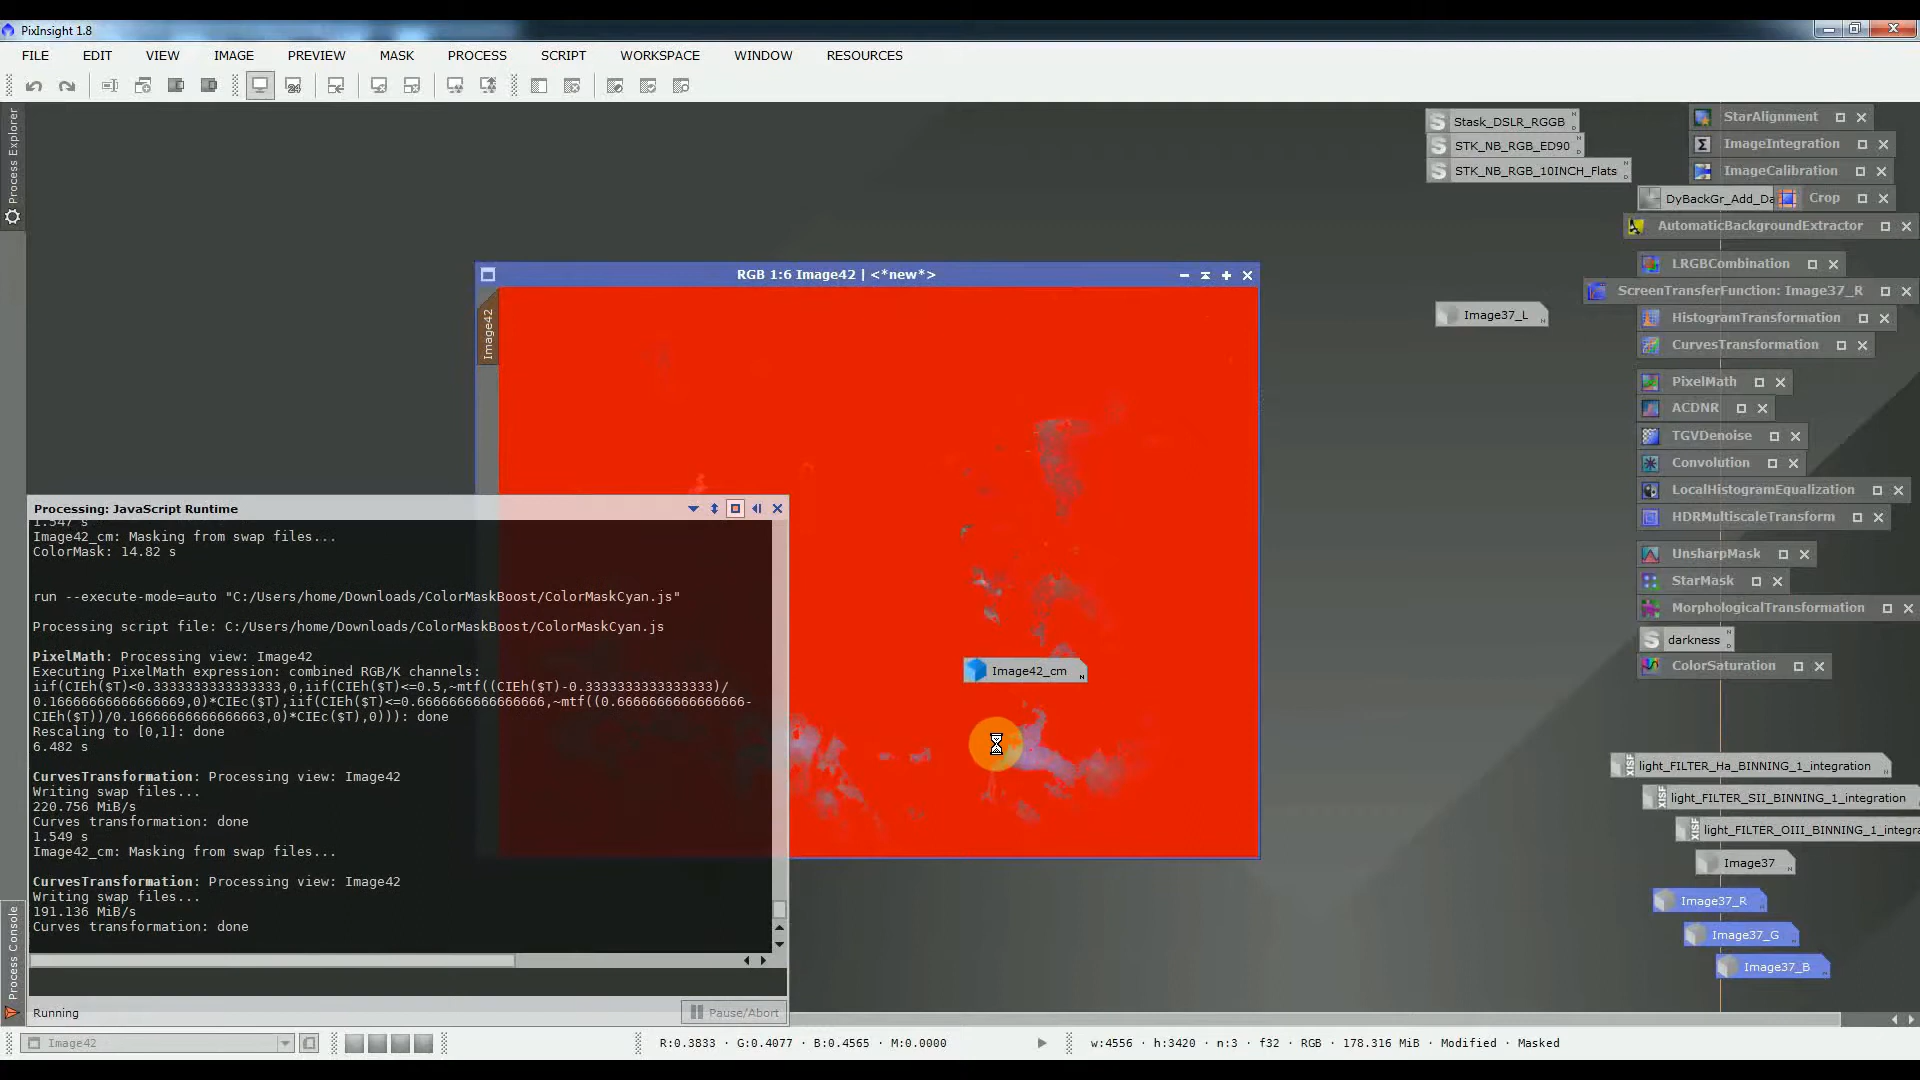 PixInsight 1.8
FILE EDIT VIEW IMAGE PREVIEW MASK PROCESS SCRIPT WORKSPACE WINDOW RESOURCES
Process Explorer
Stask_DSLR_RGGB
STK_NB_RGB_ED90
STK_NB_RGB_10INCH_Flats
StarAlignment
ImageIntegration
ImageCalibration
DyBackGr_Add_Da
Crop
AutomaticBackgroundExtractor
LRGBCombination
ScreenTransferFunction: Image37_R
HistogramTransformation
CurvesTransformation
Image37_L
PixelMath
ACDNR
TGVDenoise
Convolution
LocalHistogramEqualization
HDRMultiscaleTransform
UnsharpMask
StarMask
MorphologicalTransformation
darkness
ColorSaturation
light_FILTER_Ha_BINNING_1_integration
light_FILTER_SII_BINNING_1_integration
light_FILTER_OIII_BINNING_1_integra
Image37
Image37_R
Image37_G
Image37_B
RGB 1:6 Image42 | <*new*>
Image42
Image42_cm
Processing: JavaScript Runtime
1.547 s
Image42_cm: Masking from swap files...
ColorMask: 14.82 s
run --execute-mode=auto "C:/Users/home/Downloads/ColorMaskBoost/ColorMaskCyan.js"
Processing script file: C:/Users/home/Downloads/ColorMaskBoost/ColorMaskCyan.js
PixelMath: Processing view: Image42
Executing PixelMath expression: combined RGB/K channels:
iif(CIEh($T)<0.3333333333333333,0,iif(CIEh($T)<=0.5,~mtf((CIEh($T)-0.3333333333333333)/
0.16666666666666669,0)*CIEc($T),iif(CIEh($T)<=0.6666666666666666,~mtf((0.6666666666666666-
CIEh($T))/0.16666666666666663,0)*CIEc($T),0))): done
Rescaling to [0,1]: done
6.482 s
CurvesTransformation: Processing view: Image42
Writing swap files...
220.756 MiB/s
Curves transformation: done
1.549 s
Image42_cm: Masking from swap files...
CurvesTransformation: Processing view: Image42
Writing swap files...
191.136 MiB/s
Curves transformation: done
Process Console
Running
Pause/Abort
Image42
R:0.3833 · G:0.4077 · B:0.4565 · M:0.0000
w:4556 · h:3420 · n:3 · f32 · RGB · 178.316 MiB · Modified · Masked